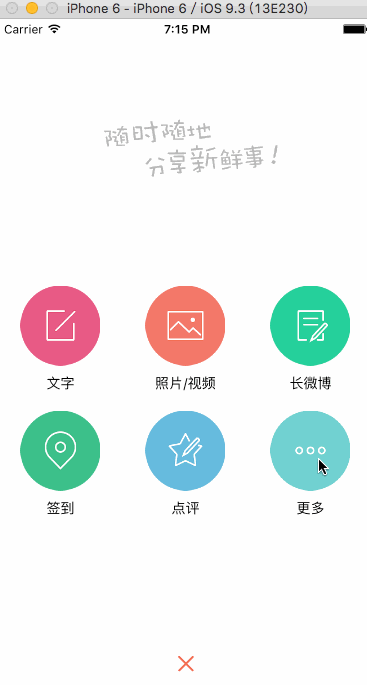 iPhone 6 - iPhone 6 / iOS 9.3 (13E230)
Carrier 7:15 PM
随时随地
分享新鲜事！
文字 照片/视频 长微博
签到 点评 更多